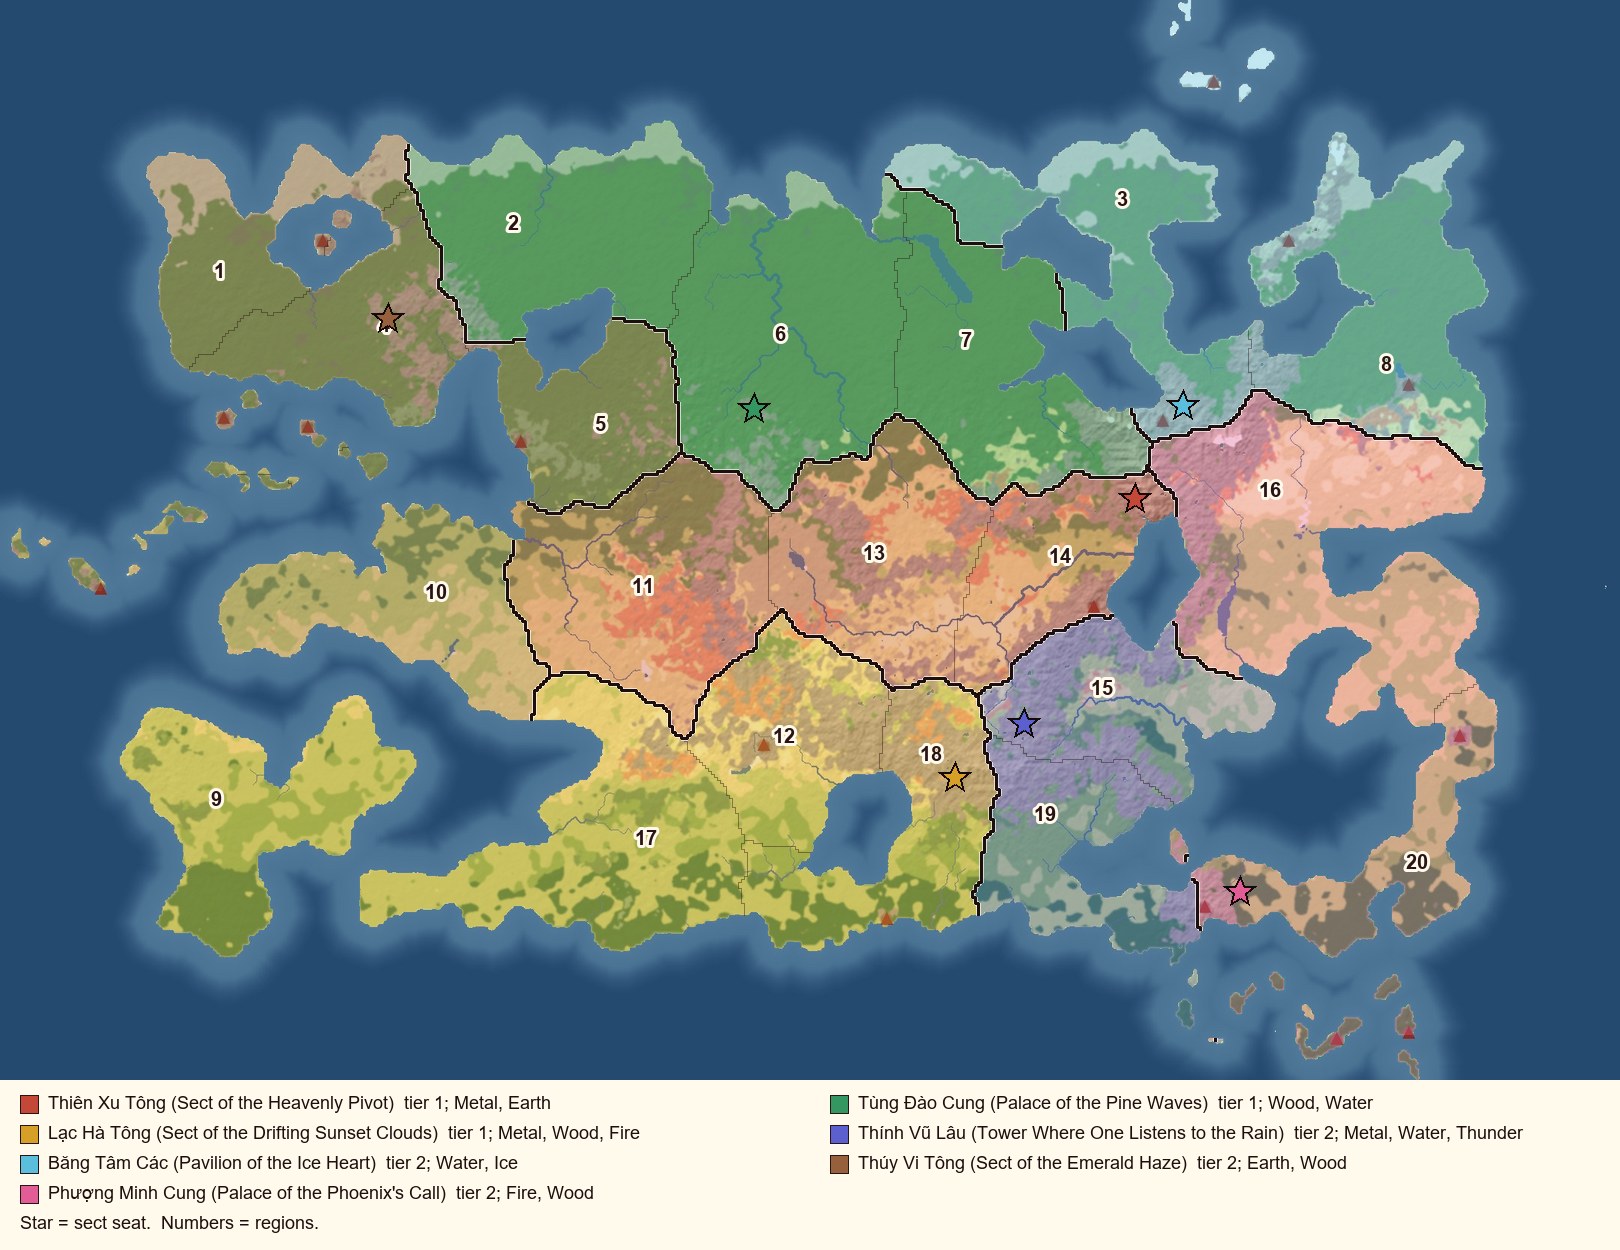 2
3
1
6
7
8
5
16
13
14
11
10
15
12
18
9
19
17
20
Thiên Xu Tông (Sect of the Heavenly Pivot) tier 1; Metal, Earth
Lạc Hà Tông (Sect of the Drifting Sunset Clouds) tier 1; Metal, Wood, Fire
Băng Tâm Các (Pavilion of the Ice Heart) tier 2; Water, Ice
Phượng Minh Cung (Palace of the Phoenix's Call) tier 2; Fire, Wood
Star = sect seat. Numbers = regions.
Tùng Đào Cung (Palace of the Pine Waves) tier 1; Wood, Water
Thính Vũ Lâu (Tower Where One Listens to the Rain) tier 2; Metal, Water, Thunder
Thúy Vi Tông (Sect of the Emerald Haze) tier 2; Earth, Wood